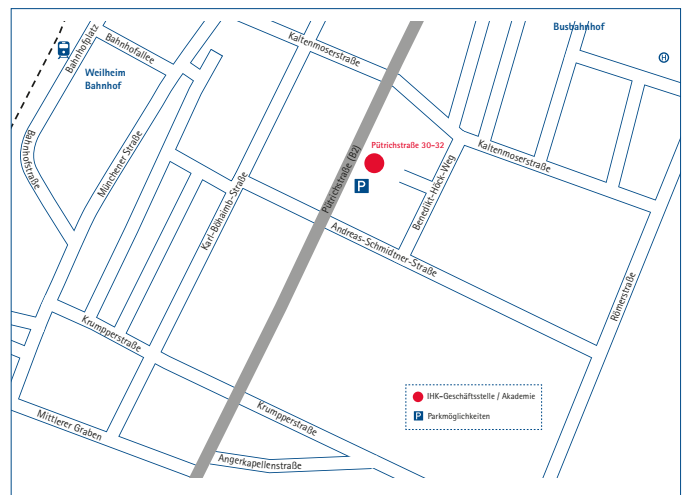 Busbahnhof
Bahnhofplatz
Bahnhofallee
Kaltenmoserstraße
H
Weilheim
Bahnhof
Bahnhofstraße
Münchener Straße
Pütrichstraße (B2)
Pütrichstraße 30–32
P
Kaltenmoserstraße
Benedikt-Höck-Weg
Karl-Böhaimb-Straße
Andreas-Schmidtner-Straße
Römerstraße
Krumpperstraße
Krumpperstraße
Mittlerer Graben
Angerkapellenstraße
IHK-Geschäftsstelle / Akademie
P Parkmöglichkeiten